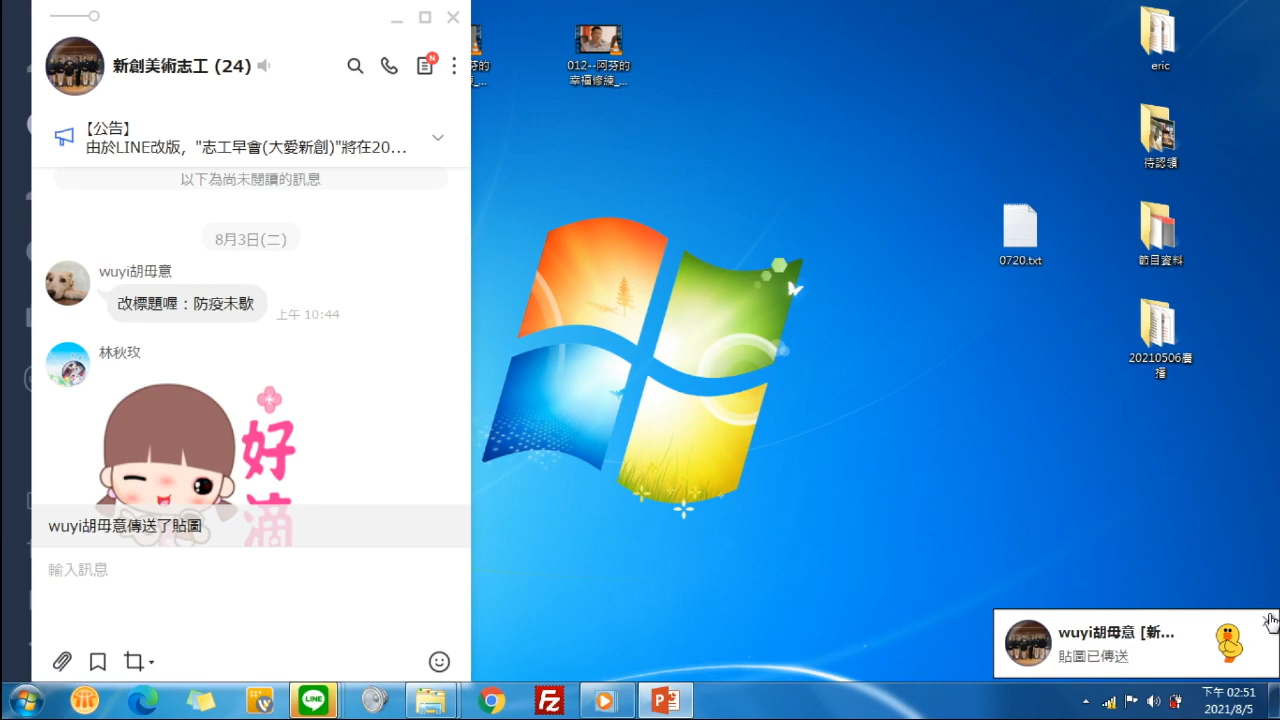 新創美術志工 (24)
N
【公告】
由於LINE改版，"志工早會(大愛新創)"將在20...
以下為尚未閱讀的訊息
8月3日(二)
wuyi胡毋意
改標題喔：防疫未歇
上午 10:44
林秋玫
好滴
wuyi胡毋意傳送了貼圖
輸入訊息
012--阿芬的
幸福修練_...
eric
待認領
0720.txt
節目資料
20210506廣
播
wuyi胡毋意 [新...
貼圖已傳送
LINE
下午 02:51
2021/8/5